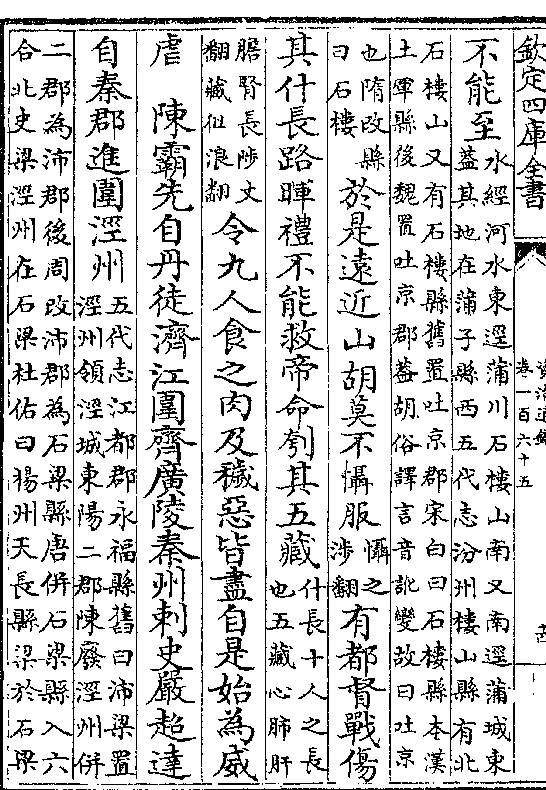 欽定四庫全書
資治通鑑
卷一百六十五
不能至水經河水東逕蒲川石樓山南又南逕蒲城東
蓋其地在蒲子縣西五代志汾州樓山縣有北
石樓山又有石樓縣舊置吐京郡宋白曰石樓縣本漢
土軍縣後魏置吐京郡蓋胡俗譯言音訛變故曰吐京
也隋改縣
曰石樓
於是遠近山胡莫不懾服懾之
涉翻
有都督戰傷
其什長路暉禮不能救帝命刳其五藏什長十人之長
也五藏心肺肝
膽腎長陟丈
翻藏徂浪翻
令九人食之肉及穢惡皆盡自是始為威
虐 陳霸先自丹徒濟江圍齊廣陵秦州刺史嚴超達
自秦郡進圍涇州五代志江都郡永福縣舊曰沛梁置
涇州領涇城東陽二郡陳廢涇州併
二郡為沛郡後周改沛郡為石梁縣唐併石梁縣入六
合北史梁涇州在石梁杜佑曰揚州天長縣梁於石梁